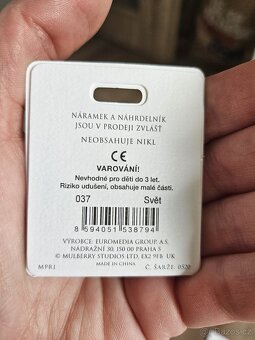 NÁRAMEK A NÁHRDELNÍK
JSOU V PRODEJI ZVLÁŠŤ
NEOBSAHUJE NIKL
CE
VAROVÁNÍ!
Nevhodné pro děti do 3 let.
Riziko udušení, obsahuje malé části.
037 Svět
8 594051 538794
VÝROBCE: EUROMEDIA GROUP, A.S.
NÁDRAŽNÍ 30, 150 00 PRAHA 5
© MULBERRY STUDIOS LTD, EX2 9FB UK
MPR1 MADE IN CHINA Č. ŠARŽE: 0520